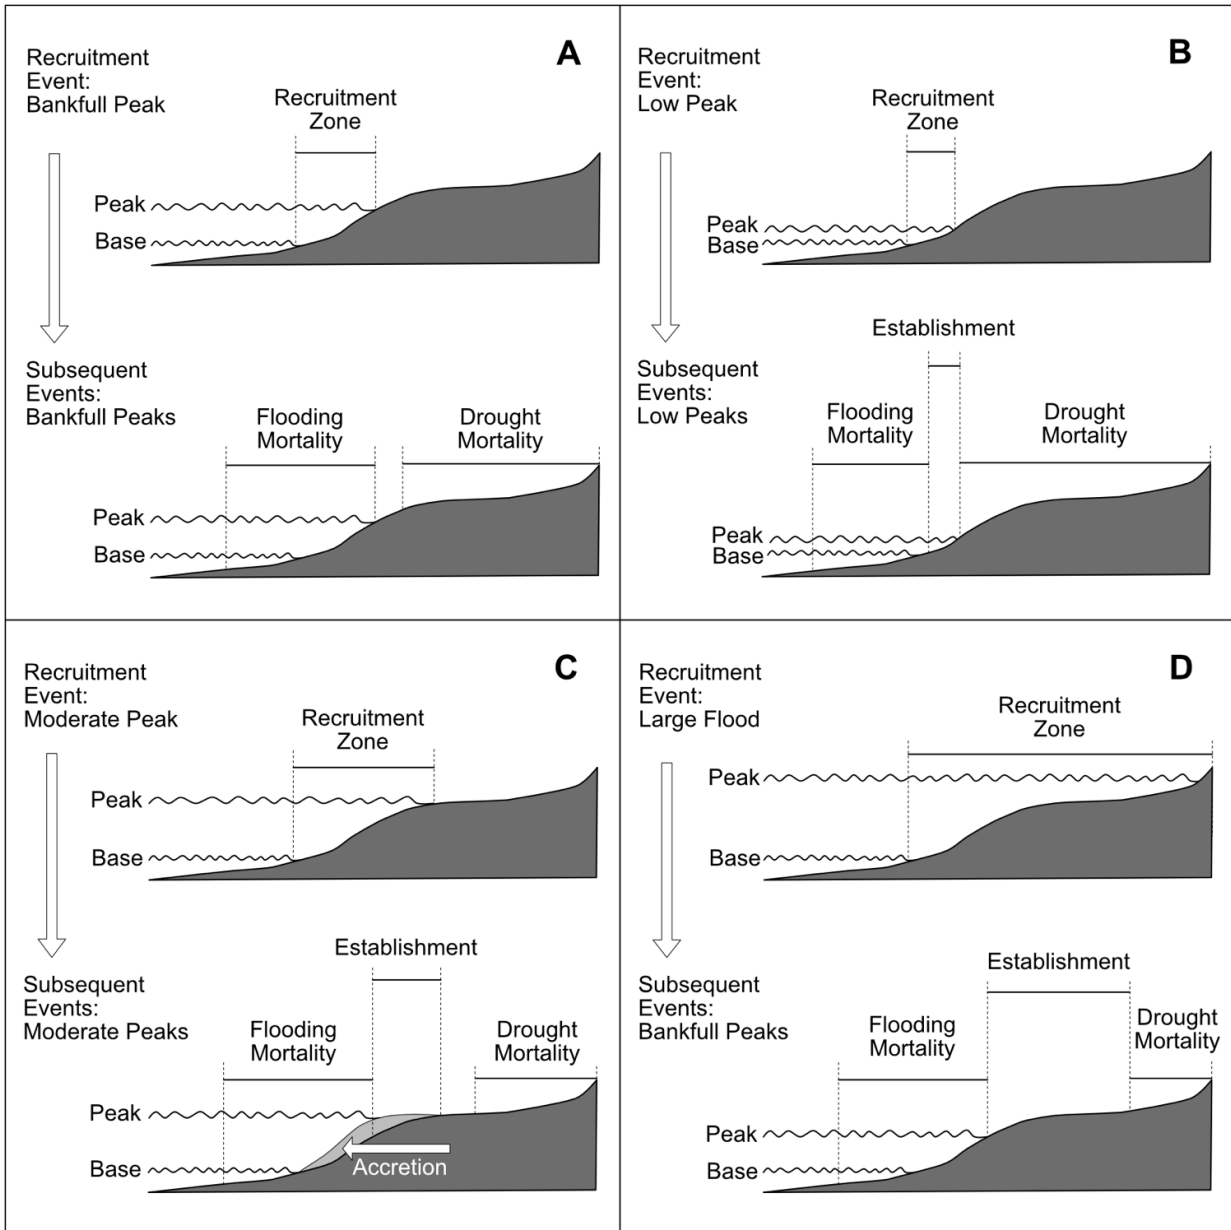 A
Recruitment
Event:
Bankfull Peak
Recruitment
Zone
Peak
Base
Subsequent
Events:
Bankfull Peaks
Flooding
Mortality
Drought
Mortality
Peak
Base
B
Recruitment
Event:
Low Peak
Recruitment
Zone
Peak
Base
Establishment
Subsequent
Events:
Low Peaks
Flooding
Mortality
Drought
Mortality
Peak
Base
C
Recruitment
Event:
Moderate Peak
Recruitment
Zone
Peak
Base
Establishment
Subsequent
Events:
Moderate Peaks
Flooding
Mortality
Drought
Mortality
Peak
Base
Accretion
D
Recruitment
Event:
Large Flood
Recruitment
Zone
Peak
Base
Establishment
Subsequent
Events:
Bankfull Peaks
Flooding
Mortality
Drought
Mortality
Peak
Base